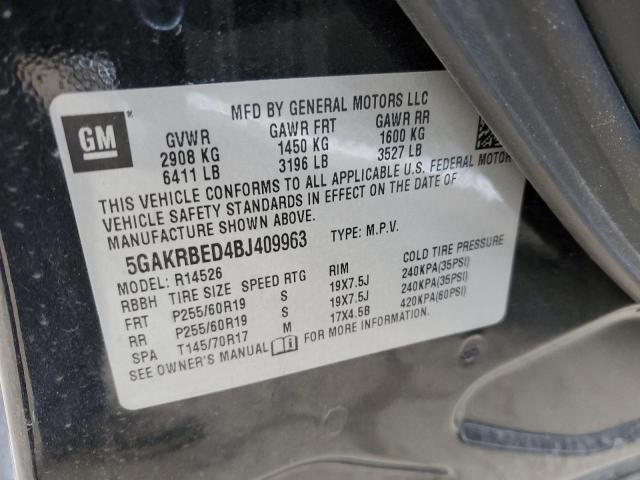 MFD BY GENERAL MOTORS LLC
GM
GVWR GAWR FRT GAWR RR
2908 KG 1450 KG 1600 KG
6411 LB 3196 LB 3527 LB
THIS VEHICLE CONFORMS TO ALL APPLICABLE U.S. FEDERAL MOTOR
VEHICLE SAFETY STANDARDS IN EFFECT ON THE DATE OF
MANUFACTURE SHOWN ABOVE.
5GAKRBED4BJ409963 TYPE: M.P.V.
MODEL: R14526
RBBH TIRE SIZE SPEED RTG RIM COLD TIRE PRESSURE
FRT P255/60R19 S 19X7.5J 240KPA(35PSI)
RR P255/60R19 S 19X7.5J 240KPA(35PSI)
SPA T145/70R17 M 17X4.5B 420KPA(60PSI)
SEE OWNER'S MANUAL FOR MORE INFORMATION